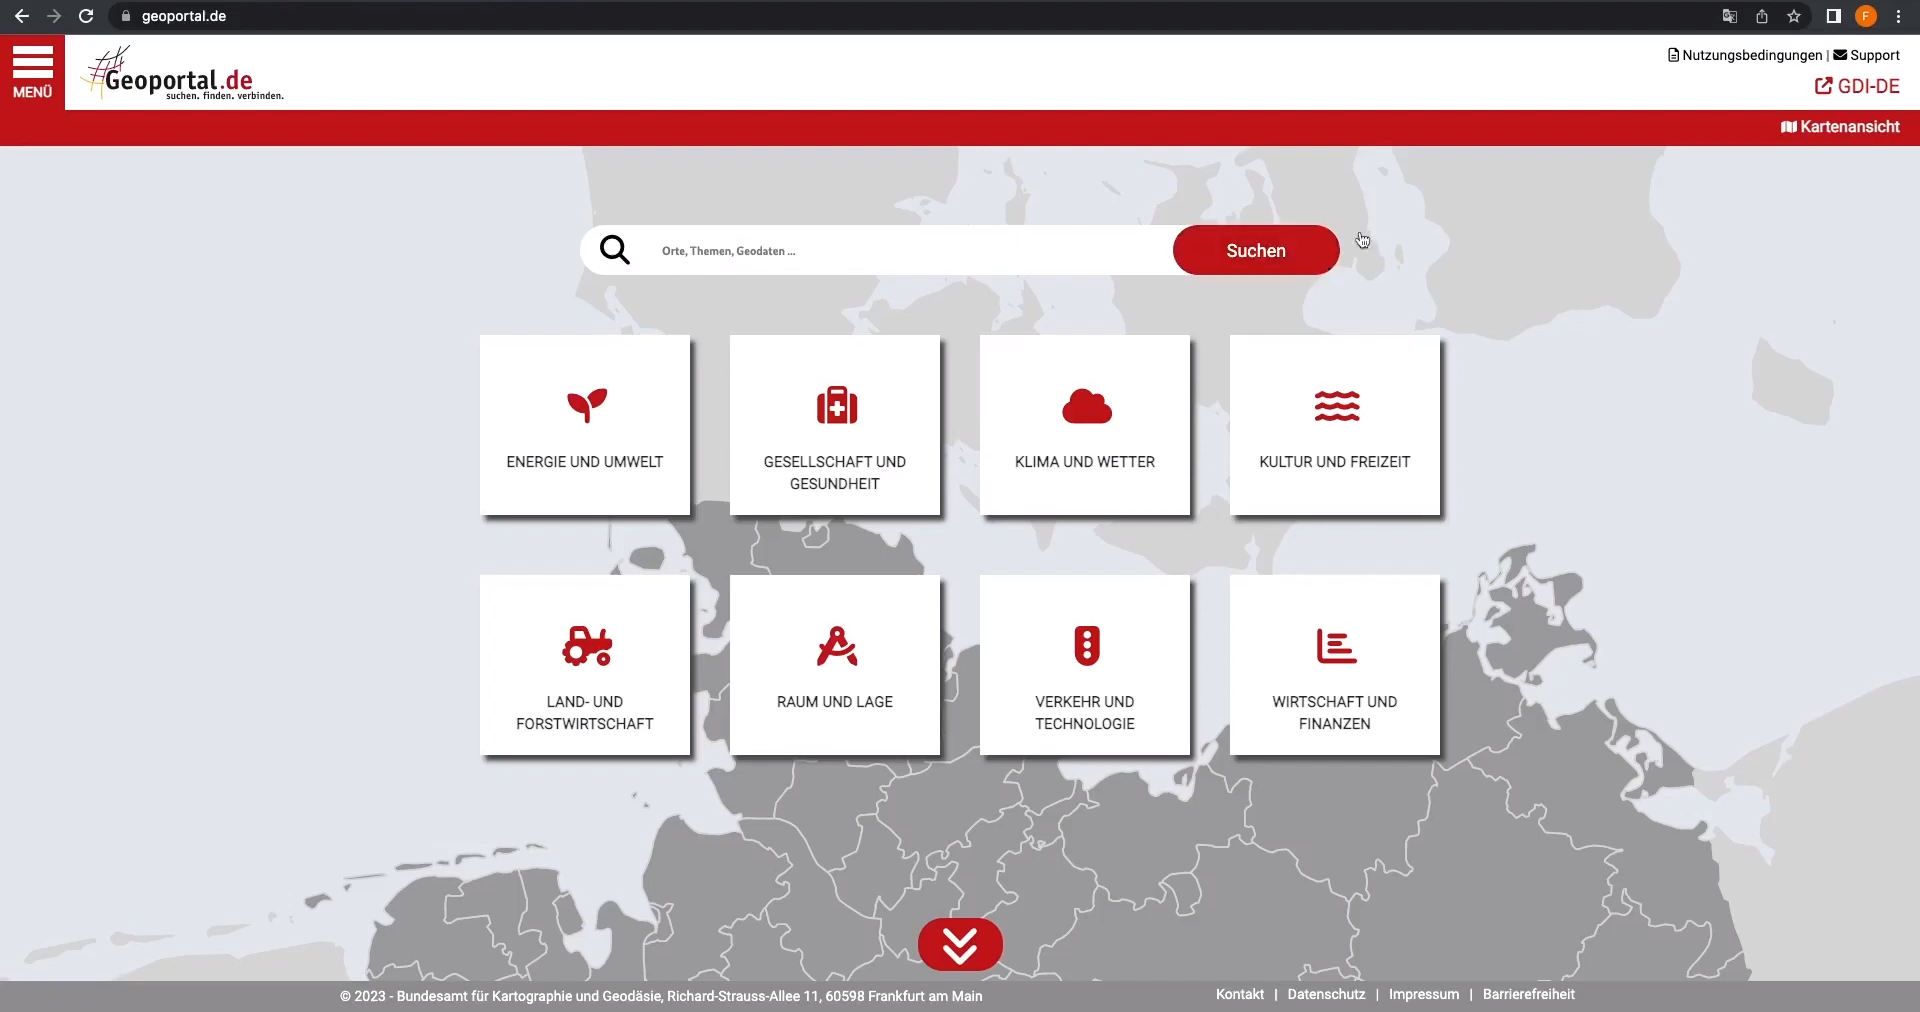 geoportal.de
F
MENÜ
Geoportal.de
suchen. finden. verbinden.
Nutzungsbedingungen | Support
GDI-DE
Kartenansicht
Orte, Themen, Geodaten ...
Suchen
ENERGIE UND UMWELT
GESELLSCHAFT UND
GESUNDHEIT
KLIMA UND WETTER
KULTUR UND FREIZEIT
LAND- UND
FORSTWIRTSCHAFT
RAUM UND LAGE
VERKEHR UND
TECHNOLOGIE
WIRTSCHAFT UND
FINANZEN
© 2023 - Bundesamt für Kartographie und Geodäsie, Richard-Strauss-Allee 11, 60598 Frankfurt am Main
Kontakt | Datenschutz | Impressum | Barrierefreiheit